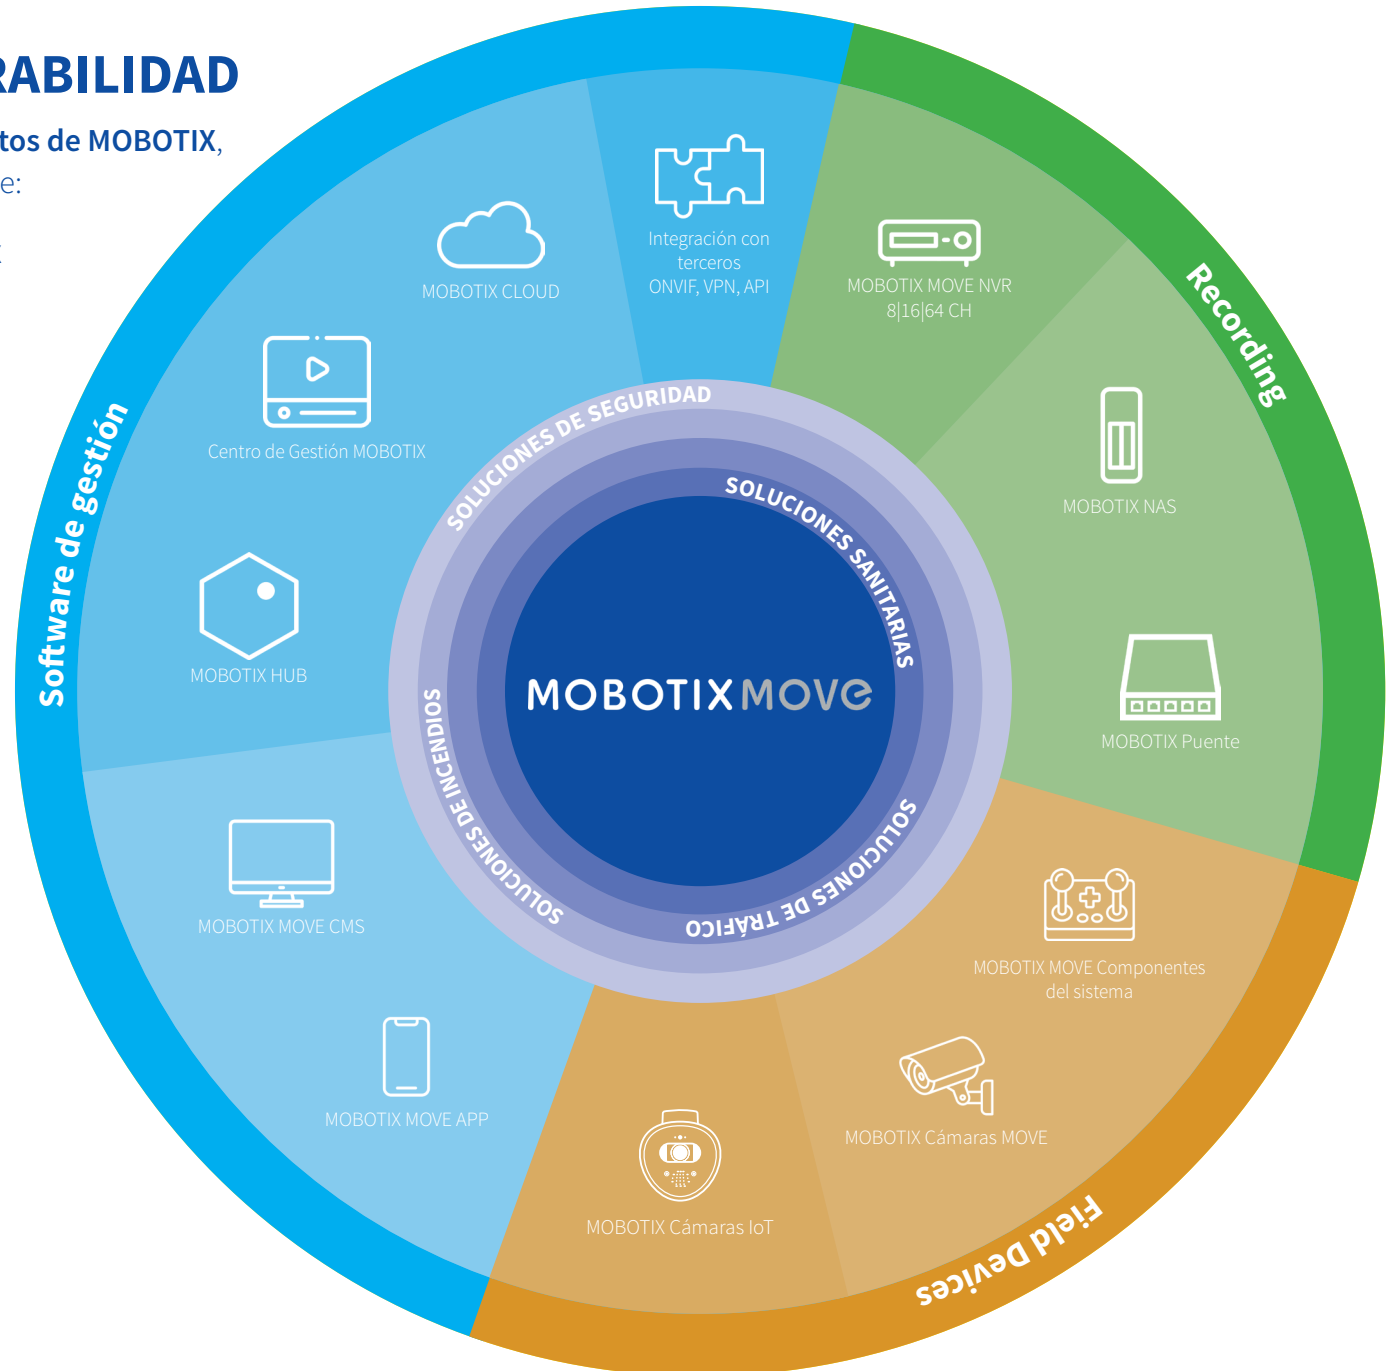 RABILIDAD
tos de MOBOTIX,
e:
Integración con
terceros
ONVIF, VPN, API
MOBOTIX CLOUD
Centro de Gestión MOBOTIX
MOBOTIX HUB
MOBOTIX MOVE CMS
MOBOTIX MOVE APP
Software de gestión
MOBOTIX MOVE NVR
8|16|64 CH
MOBOTIX NAS
MOBOTIX Puente
Recording
MOBOTIX MOVE Componentes
del sistema
MOBOTIX Cámaras MOVE
MOBOTIX Cámaras IoT
Field Devices
SOLUCIONES DE SEGURIDAD
SOLUCIONES SANITARIAS
SOLUCIONES DE INCENDIOS
SOLUCIONES DE TRÁFICO
MOBOTIX MOVE